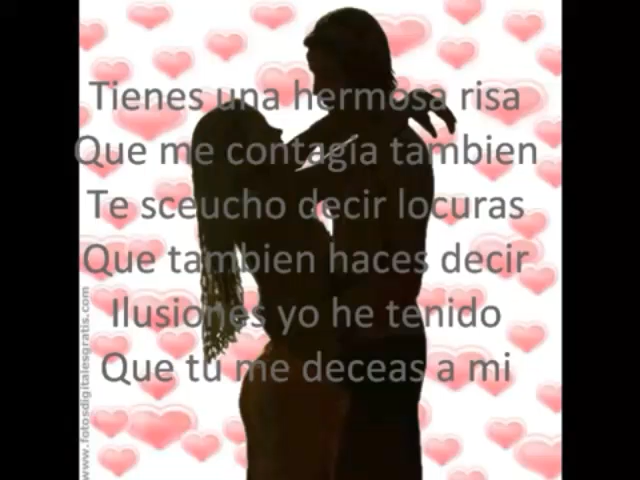 Tienes una hermosa risa
Que me contagia tambien
Te sceucho decir locuras
Que tambien haces decir
Ilusiones yo he tenido
Que tu me deceas a mi
www.fotosdigitalesgratis.com